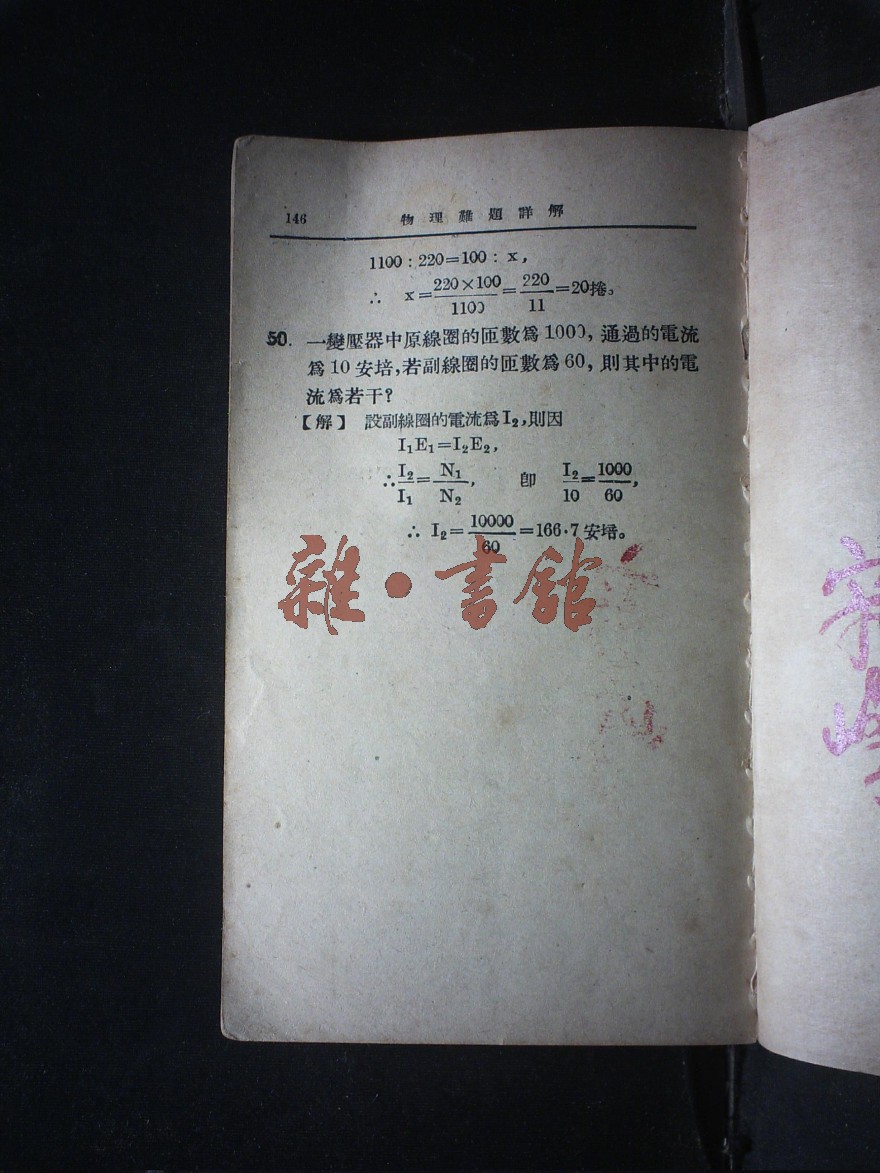 146 物理難題詳解
1100 : 220＝100 : x，
∴ x＝220×100/1100＝220/11＝20捲。
50. 一變壓器中原線圈的匝數爲1000，通過的電流
爲10安培，若副線圈的匝數爲60，則其中的電
流爲若干？
【解】 設副線圈的電流爲I₂，則因
I₁E₁＝I₂E₂，
∴I₂/I₁＝N₁/N₂， 卽 I₂/10＝1000/60，
∴ I₂＝10000/60＝166·7安培。
雜·書館